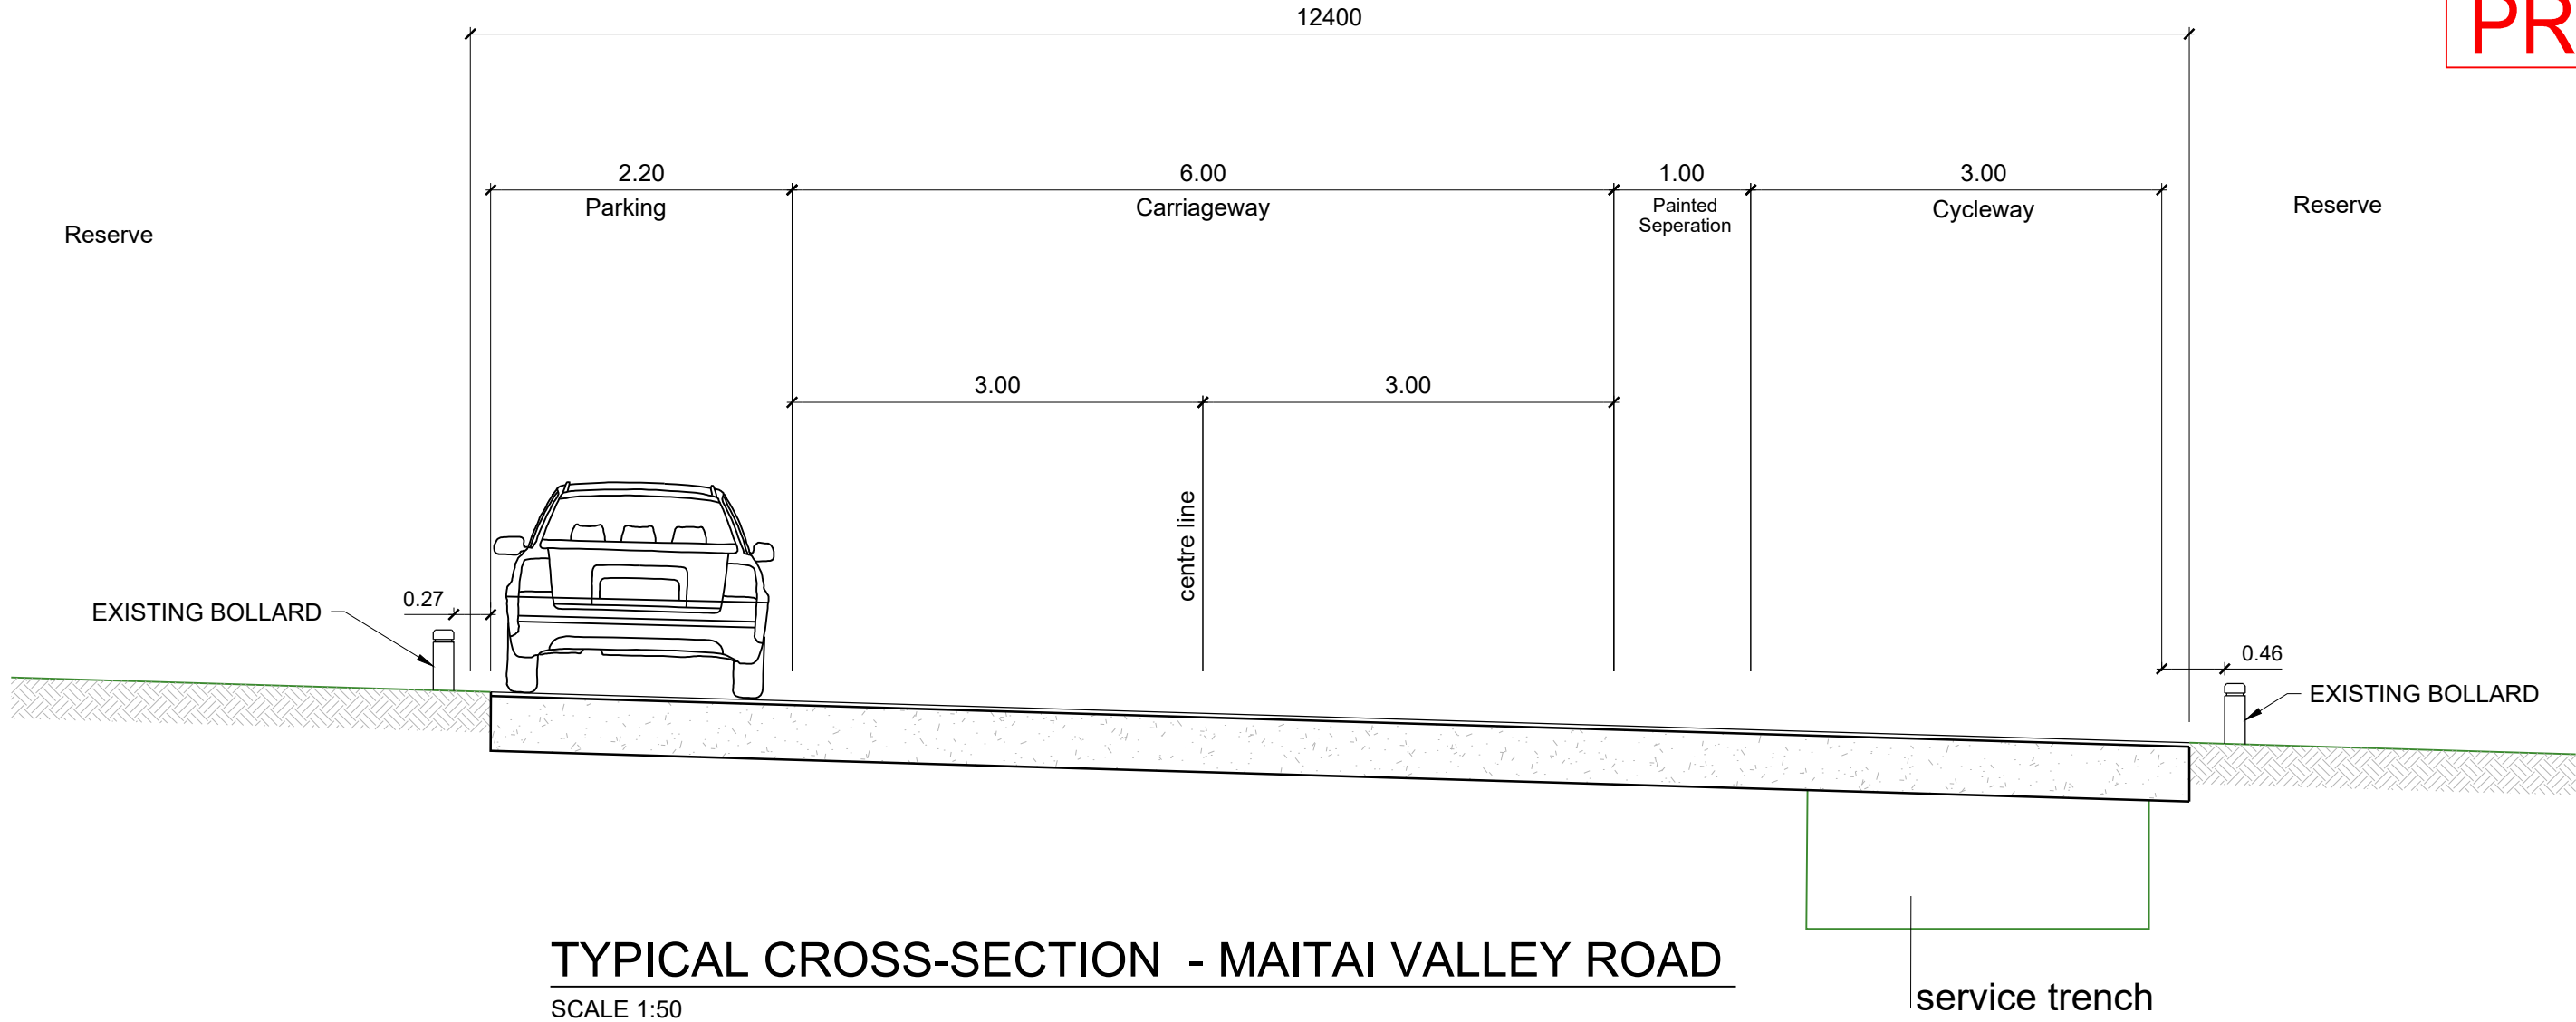 12400
PR
2.20
6.00
1.00
3.00
Parking
Carriageway
Painted
Seperation
Cycleway
Reserve
Reserve
3.00
3.00
centre line
0.27
EXISTING BOLLARD
0.46
EXISTING BOLLARD
TYPICAL CROSS-SECTION - MAITAI VALLEY ROAD
SCALE 1:50
service trench